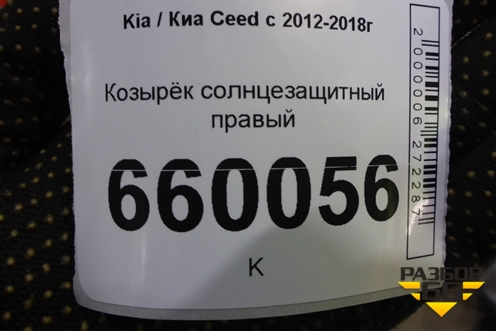 Kia / Киа Ceed с 2012-2018г
Козырёк солнцезащитный
правый
660056
К
2000006272287
РАЗБОР